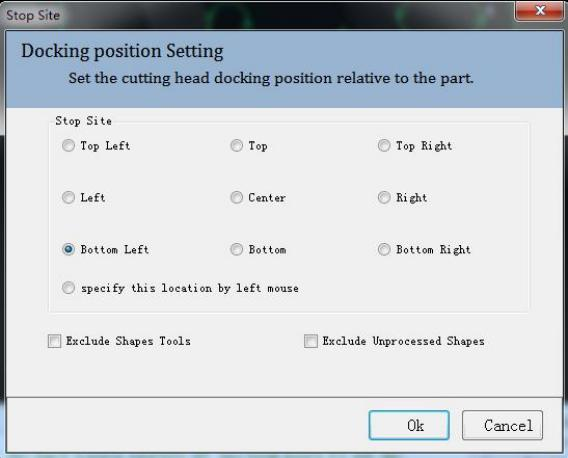 Stop Site
Docking position Setting
Set the cutting head docking position relative to the part.
Stop Site
Top Left Top Top Right
Left Center Right
Bottom Left Bottom Bottom Right
specify this location by left mouse
Exclude Shapes Tools Exclude Unprocessed Shapes
Ok Cancel